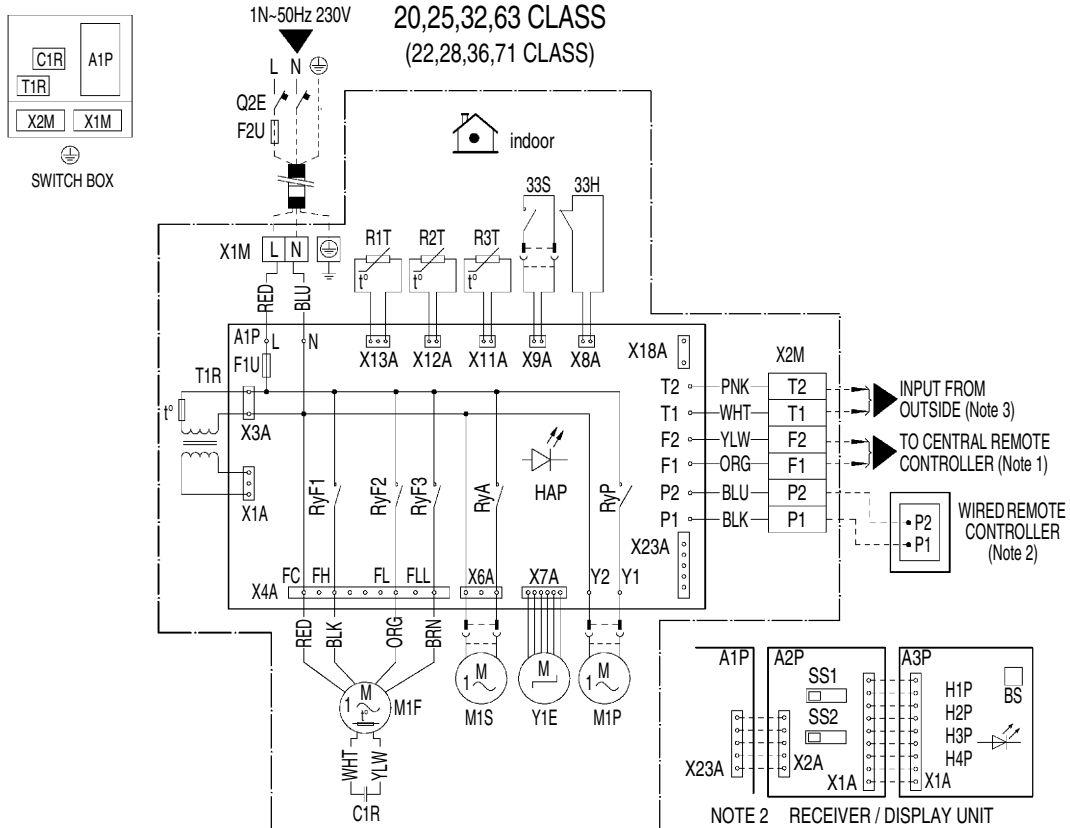 1N~50Hz 230V
20,25,32,63 CLASS
(22,28,36,71 CLASS)
C1R
A1P
T1R
X2M
X1M
SWITCH BOX
L N
Q2E
F2U
indoor
33S
33H
X1M
L N
R1T
R2T
R3T
t°
t°
t°
RED
BLU
A1P
L
N
F1U
X13A
X12A
X11A
X9A
X8A
X18A
X2M
T1R
t°
X3A
X1A
T2
PNK
T2
INPUT FROM
OUTSIDE (Note 3)
T1
WHT
T1
F2
YLW
F2
TO CENTRAL REMOTE
CONTROLLER (Note 1)
F1
ORG
F1
P2
BLU
P2
P1
BLK
P1
WIRED REMOTE
CONTROLLER
(Note 2)
P2
P1
RyF1
RyF2
RyF3
RyA
HAP
RyP
X23A
X4A
FC
FH
FL
FLL
X6A
X7A
Y2
Y1
RED
BLK
ORG
BRN
M
1
t°
M1F
M
1
M1S
M
Y1E
M
1
M1P
WHT
YLW
C1R
A1P
X23A
A2P
SS1
SS2
X2A
X1A
A3P
H1P
H2P
H3P
H4P
BS
X1A
NOTE 2 RECEIVER / DISPLAY UNIT